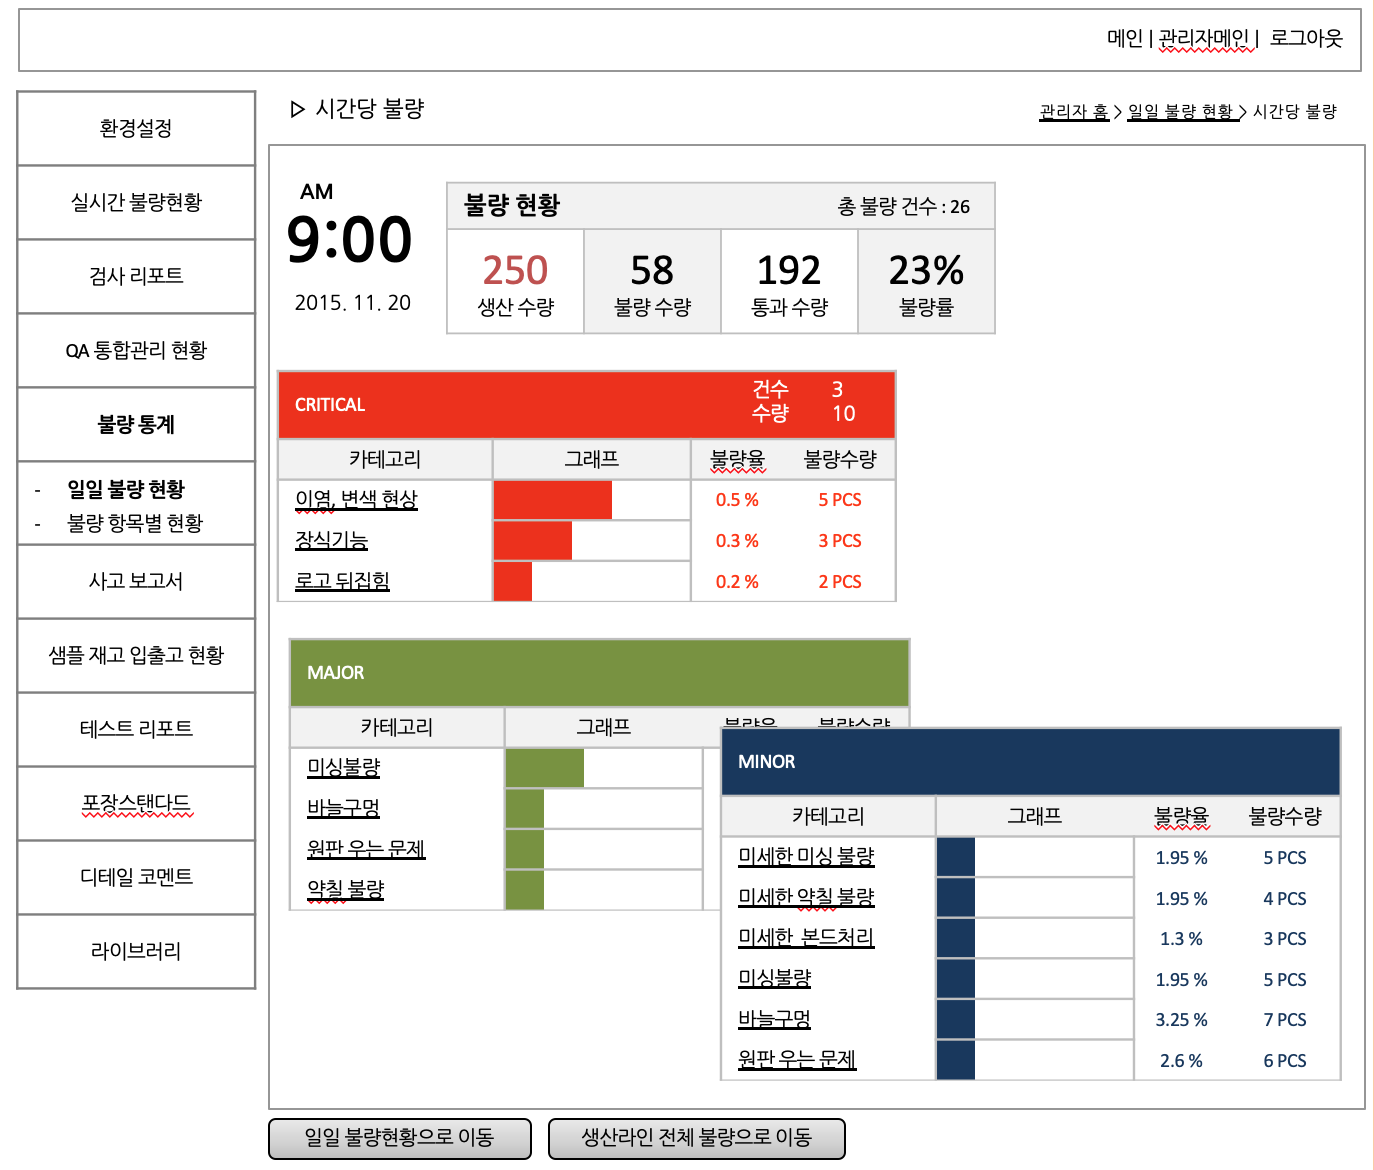 메인 | 관리자메인 | 로그아웃
환경설정
실시간 불량현황
검사 리포트
QA 통합관리 현황
불량 통계
- 일일 불량 현황
- 불량 항목별 현황
사고 보고서
샘플 재고 입출고 현황
테스트 리포트
포장스탠다드
디테일 코멘트
라이브러리
▷ 시간당 불량
관리자 홈 > 일일 불량 현황 > 시간당 불량
AM
9:00
2015. 11. 20
불량 현황 총 불량 건수 : 26
250 58 192 23%
생산 수량 불량 수량 통과 수량 불량률
CRITICAL
건수 3
수량 10
카테고리 그래프 불량율 불량수량
이염, 변색 현상 0.5 % 5 PCS
장식기능 0.3 % 3 PCS
로고 뒤집힘 0.2 % 2 PCS
MAJOR
카테고리 그래프 불량율 불량수량
미싱불량
바늘구멍
원판 우는 문제
약칠 불량
MINOR
카테고리 그래프 불량율 불량수량
미세한 미싱 불량 1.95 % 5 PCS
미세한 약칠 불량 1.95 % 4 PCS
미세한 본드처리 1.3 % 3 PCS
미싱불량 1.95 % 5 PCS
바늘구멍 3.25 % 7 PCS
원판 우는 문제 2.6 % 6 PCS
일일 불량현황으로 이동
생산라인 전체 불량으로 이동